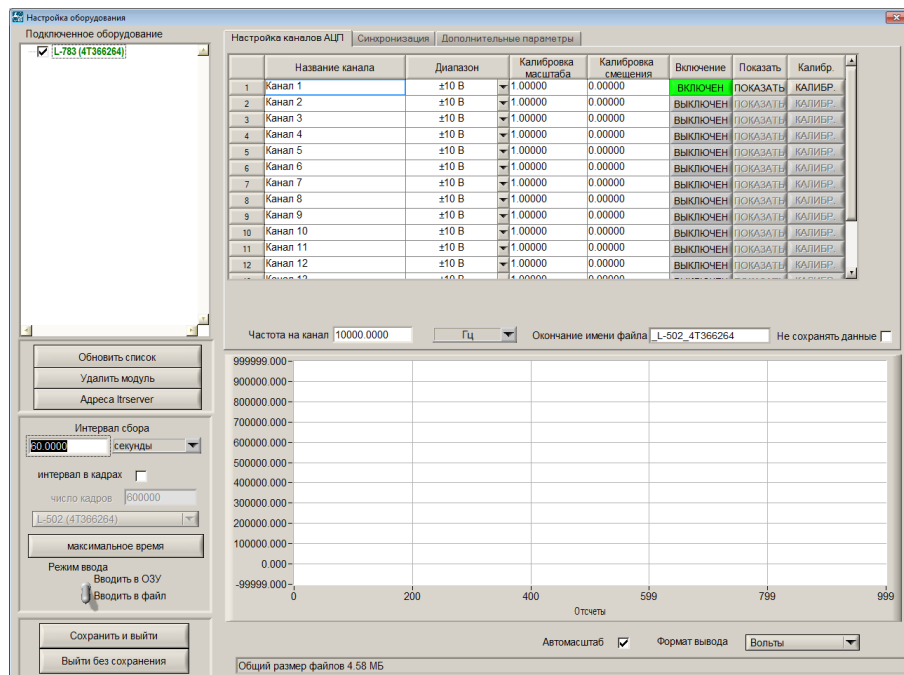 Настройка оборудования
Подключенное оборудование
L-783 (4T366264)
Обновить список
Удалить модуль
Адреса ltrserver
Интервал сбора
60.0000 секунды
интервал в кадрах
число кадров 600000
L-502 (4T366264)
максимальное время
Режим ввода
Вводить в ОЗУ
Вводить в файл
Сохранить и выйти
Выйти без сохранения
Настройка каналов АЦП Синхронизация Дополнительные параметры
Название канала Диапазон Калибровка масштаба Калибровка смещения Включение Показать Калибр.
1 Канал 1 ±10 В 1.00000 0.00000 ВКЛЮЧЕН ПОКАЗАТЬ КАЛИБР.
2 Канал 2 ±10 В 1.00000 0.00000 ВЫКЛЮЧЕН ПОКАЗАТЬ КАЛИБР.
3 Канал 3 ±10 В 1.00000 0.00000 ВЫКЛЮЧЕН ПОКАЗАТЬ КАЛИБР.
4 Канал 4 ±10 В 1.00000 0.00000 ВЫКЛЮЧЕН ПОКАЗАТЬ КАЛИБР.
5 Канал 5 ±10 В 1.00000 0.00000 ВЫКЛЮЧЕН ПОКАЗАТЬ КАЛИБР.
6 Канал 6 ±10 В 1.00000 0.00000 ВЫКЛЮЧЕН ПОКАЗАТЬ КАЛИБР.
7 Канал 7 ±10 В 1.00000 0.00000 ВЫКЛЮЧЕН ПОКАЗАТЬ КАЛИБР.
8 Канал 8 ±10 В 1.00000 0.00000 ВЫКЛЮЧЕН ПОКАЗАТЬ КАЛИБР.
9 Канал 9 ±10 В 1.00000 0.00000 ВЫКЛЮЧЕН ПОКАЗАТЬ КАЛИБР.
10 Канал 10 ±10 В 1.00000 0.00000 ВЫКЛЮЧЕН ПОКАЗАТЬ КАЛИБР.
11 Канал 11 ±10 В 1.00000 0.00000 ВЫКЛЮЧЕН ПОКАЗАТЬ КАЛИБР.
12 Канал 12 ±10 В 1.00000 0.00000 ВЫКЛЮЧЕН ПОКАЗАТЬ КАЛИБР.
Частота на канал 10000.0000 Гц Окончание имени файла _L-502_4T366264 Не сохранять данные
999999.000
900000.000
800000.000
700000.000
600000.000
500000.000
400000.000
300000.000
200000.000
100000.000
0.000
-99999.000
0 200 400 599 799 999
Отсчеты
Автомасштаб Формат вывода Вольты
Общий размер файлов 4.58 МБ